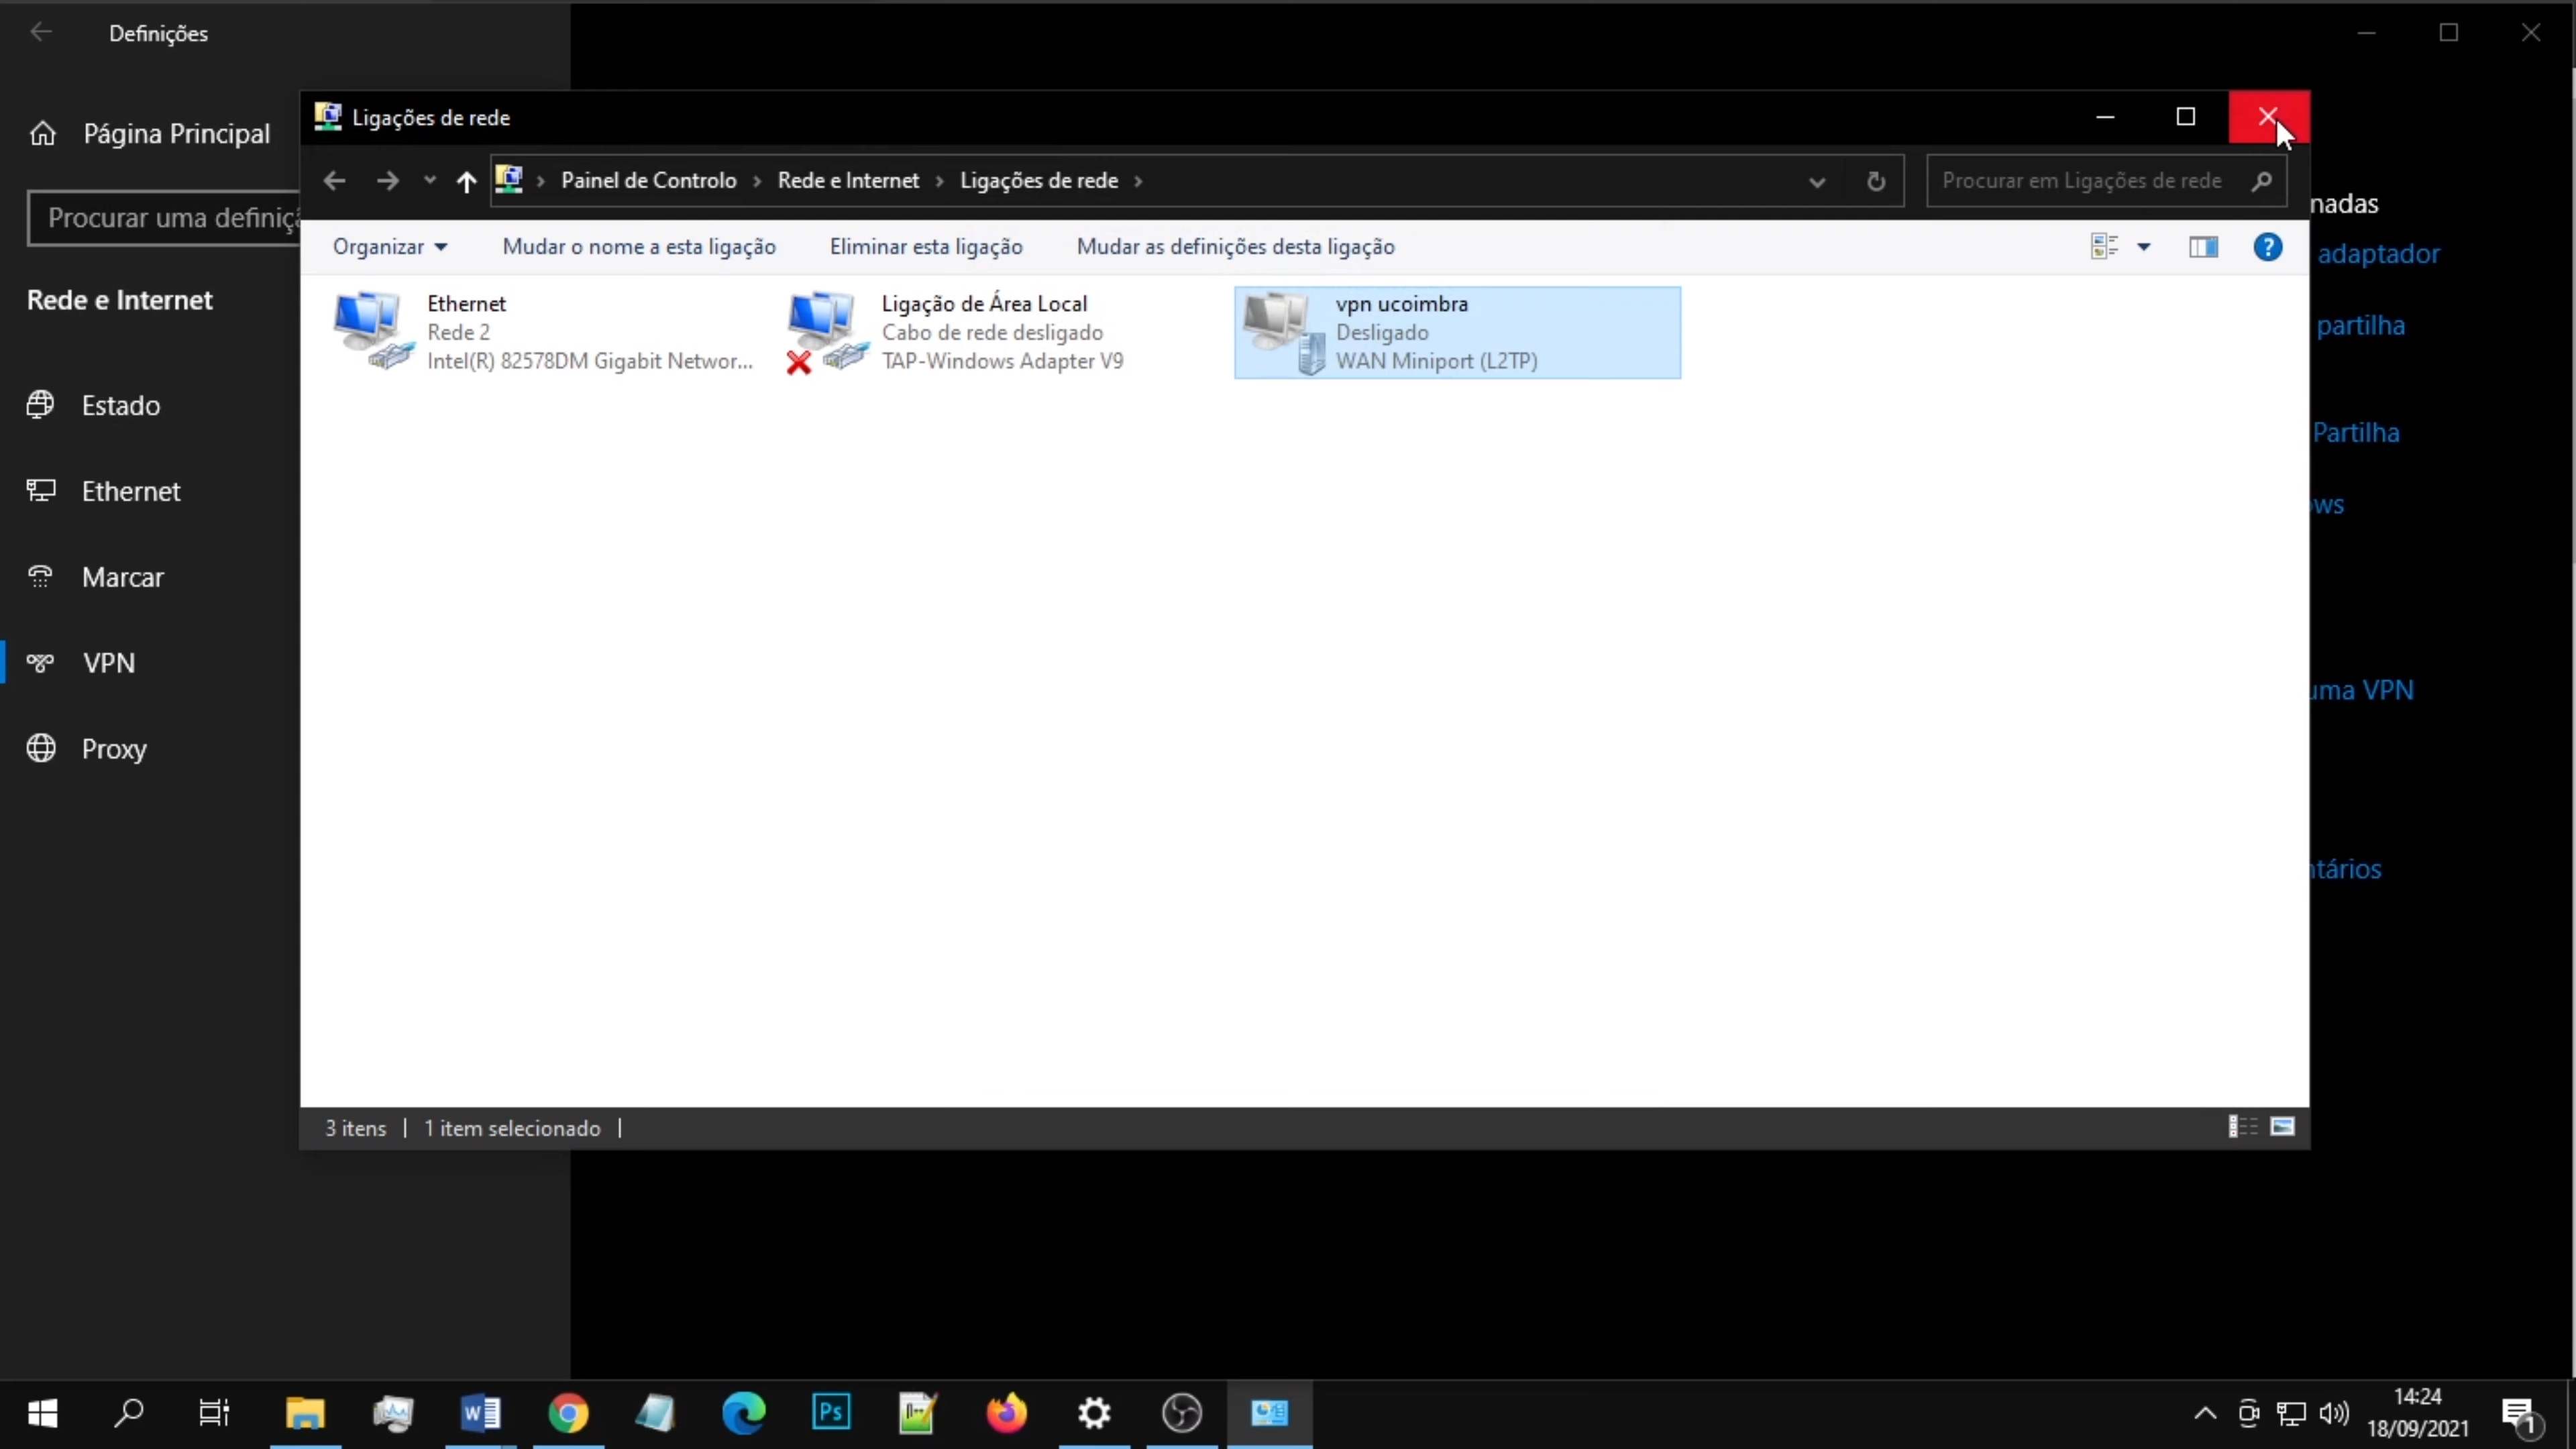 Definições
Página Principal
Procurar uma definiç
Rede e Internet
Estado
Ethernet
Marcar
VPN
Proxy
Ligações de rede
Painel de Controlo > Rede e Internet > Ligações de rede >
Procurar em Ligações de rede
Organizar
Mudar o nome a esta ligação
Eliminar esta ligação
Mudar as definições desta ligação
?
Ethernet
Rede 2
Intel(R) 82578DM Gigabit Networ...
Ligação de Área Local
Cabo de rede desligado
TAP-Windows Adapter V9
vpn ucoimbra
Desligado
WAN Miniport (L2TP)
3 itens
1 item selecionado
nadas
adaptador
partilha
Partilha
ows
uma VPN
ntários
W
Ps
14:24
18/09/2021
1